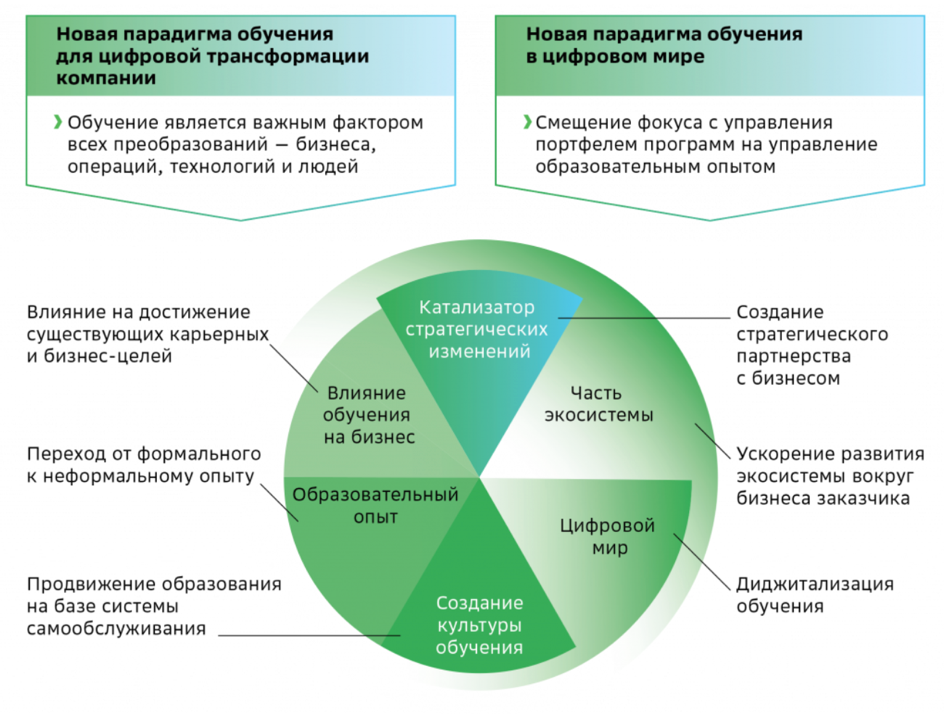 Новая парадигма обучения
для цифровой трансформации
компании
Обучение является важным фактором
всех преобразований — бизнеса,
операций, технологий и людей
Новая парадигма обучения
в цифровом мире
Смещение фокуса с управления
портфелем программ на управление
образовательным опытом
Влияние на достижение
существующих карьерных
и бизнес-целей
Переход от формального
к неформальному опыту
Продвижение образования
на базе системы
самообслуживания
Катализатор
стратегических
изменений
Влияние
обучения
на бизнес
Часть
экосистемы
Образовательный
опыт
Цифровой
мир
Создание
культуры
обучения
Создание
стратегического
партнерства
с бизнесом
Ускорение развития
экосистемы вокруг
бизнеса заказчика
Диджитализация
обучения